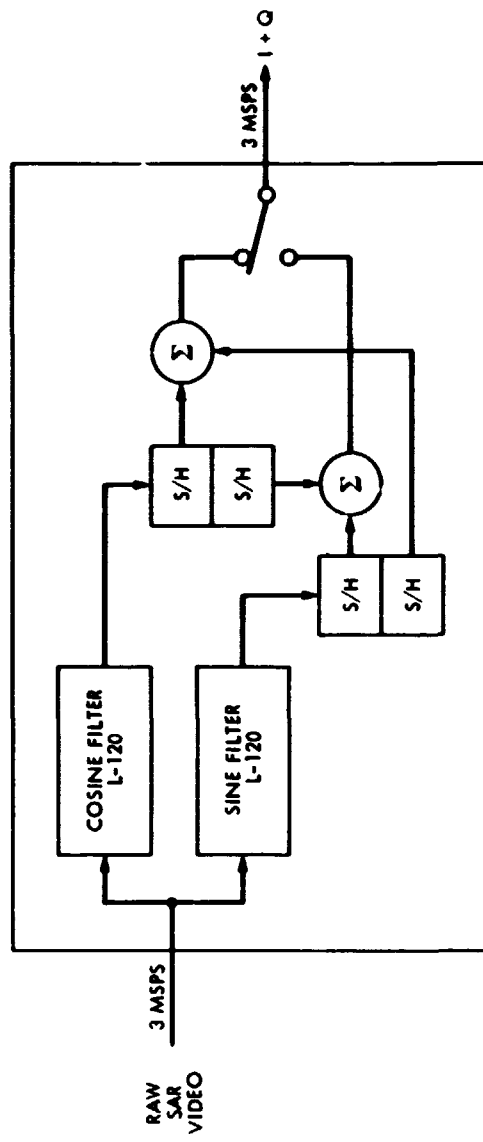 RAW
SAR
VIDEO
3 MSPS
COSINE FILTER
L-120
SINE FILTER
L-120
S/H
S/H
S/H
S/H
Σ
Σ
3 MSPS
I + Q